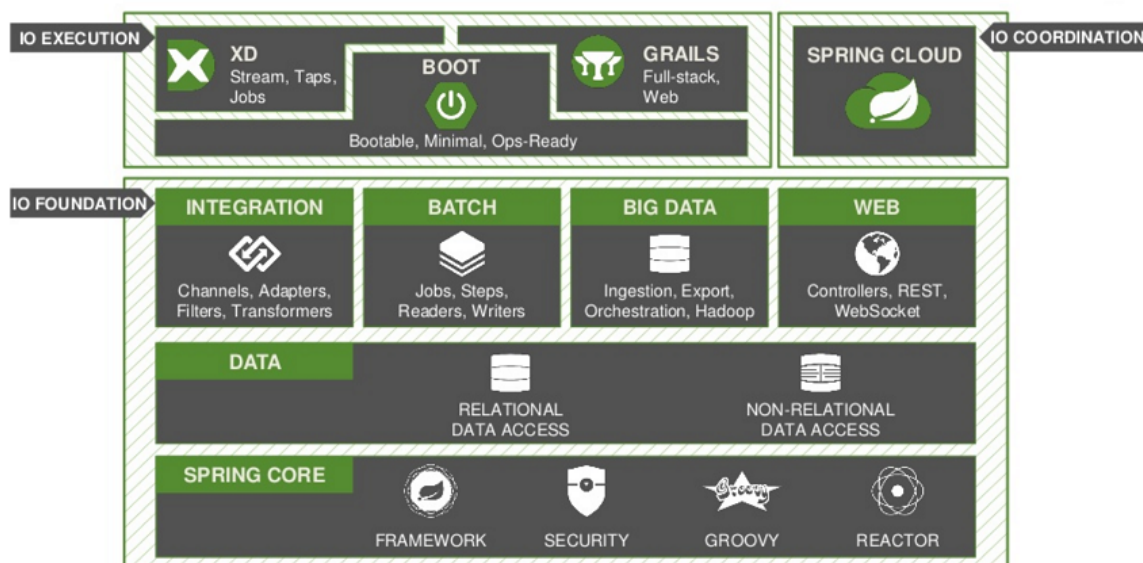 IO EXECUTION
XD
Stream, Taps,
Jobs
BOOT
Bootable, Minimal, Ops-Ready
GRAILS
Full-stack,
Web
SPRING CLOUD
IO COORDINATION
IO FOUNDATION
INTEGRATION
Channels, Adapters,
Filters, Transformers
BATCH
Jobs, Steps,
Readers, Writers
BIG DATA
Ingestion, Export,
Orchestration, Hadoop
WEB
Controllers, REST,
WebSocket
DATA
RELATIONAL
DATA ACCESS
NON-RELATIONAL
DATA ACCESS
SPRING CORE
FRAMEWORK
SECURITY
Groovy
GROOVY
REACTOR